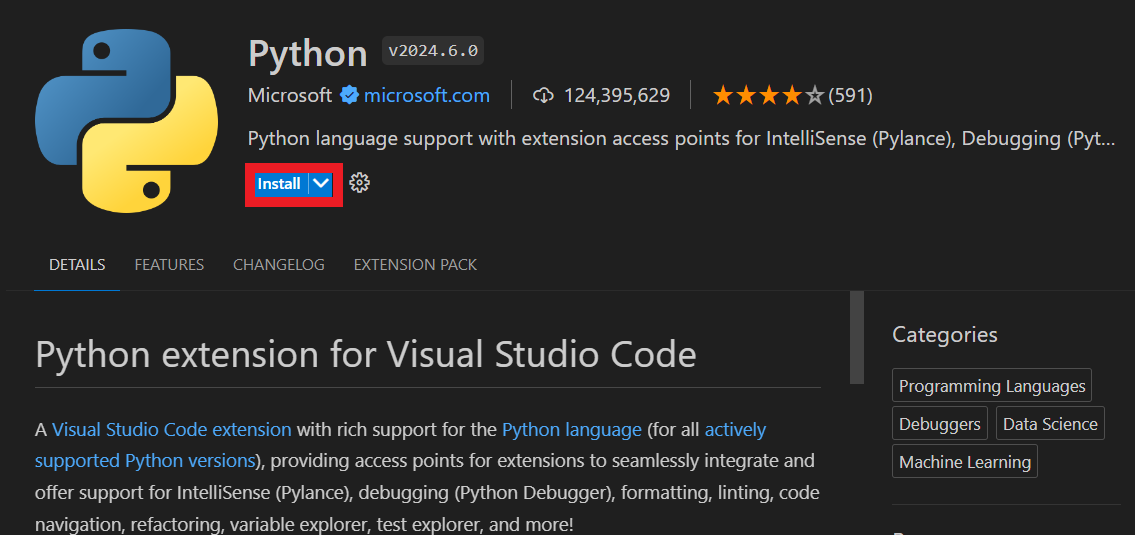 Python v2024.6.0
Microsoft microsoft.com 124,395,629 (591)
Python language support with extension access points for IntelliSense (Pylance), Debugging (Pyt...
Install
DETAILS FEATURES CHANGELOG EXTENSION PACK
Python extension for Visual Studio Code
A Visual Studio Code extension with rich support for the Python language (for all actively
supported Python versions), providing access points for extensions to seamlessly integrate and
offer support for IntelliSense (Pylance), debugging (Python Debugger), formatting, linting, code
navigation, refactoring, variable explorer, test explorer, and more!
Categories
Programming Languages
Debuggers Data Science
Machine Learning